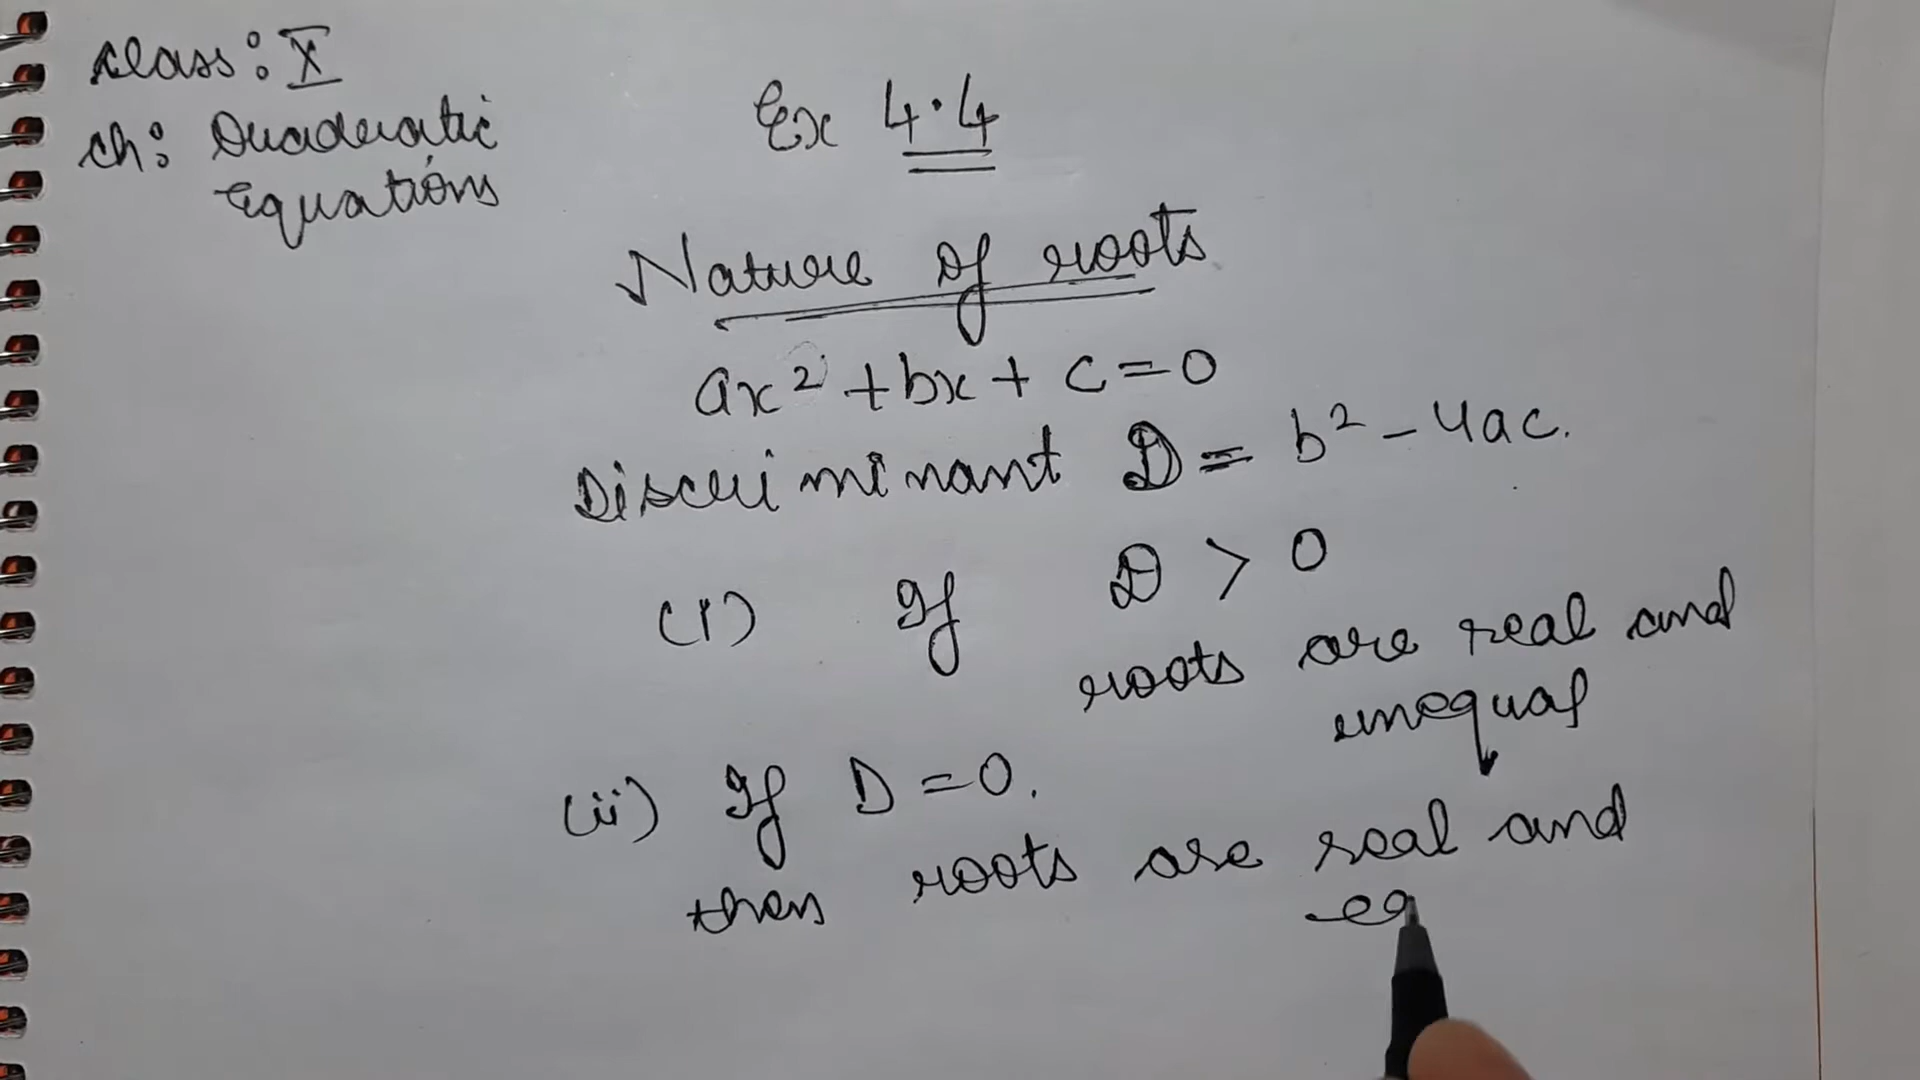 Class: X
Ch: Quadratic
Equations
Ex 4.4
Nature of roots
ax² + bx + c = 0
Discriminant D = b² - 4ac.
(i) If D > 0
roots are real and
unequal
(ii) If D = 0.
then roots are real and
eq